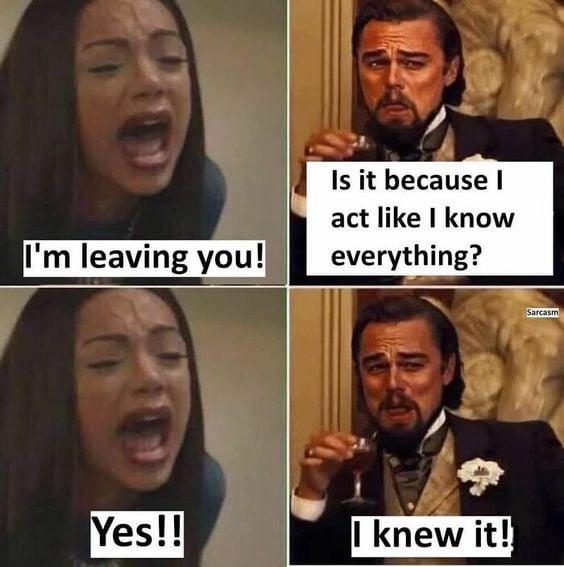 I'm leaving you!
Is it because I
act like I know
everything?
Yes!!
Sarcasm
I knew it!